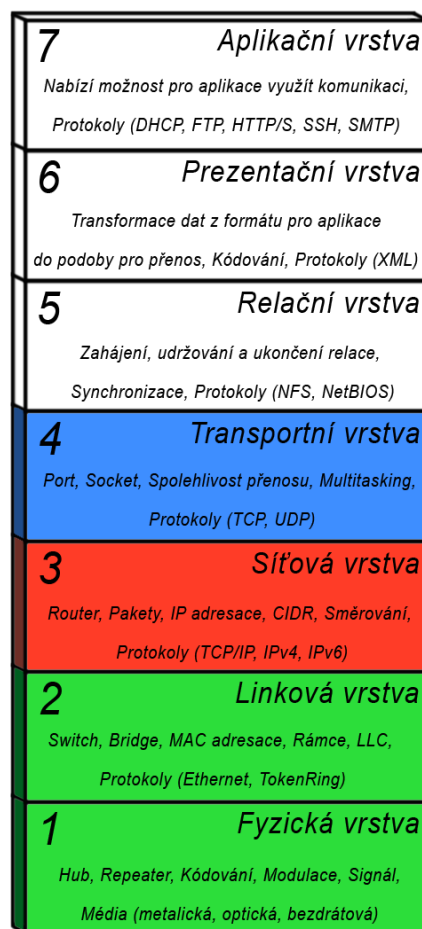 7 Aplikační vrstva
Nabízí možnost pro aplikace využít komunikaci,
Protokoly (DHCP, FTP, HTTP/S, SSH, SMTP)
6 Prezentační vrstva
Transformace dat z formátu pro aplikace
do podoby pro přenos, Kódování, Protokoly (XML)
5 Relační vrstva
Zahájení, udržování a ukončení relace,
Synchronizace, Protokoly (NFS, NetBIOS)
4 Transportní vrstva
Port, Socket, Spolehlivost přenosu, Multitasking,
Protokoly (TCP, UDP)
3 Síťová vrstva
Router, Pakety, IP adresace, CIDR, Směrování,
Protokoly (TCP/IP, IPv4, IPv6)
2 Linková vrstva
Switch, Bridge, MAC adresace, Rámce, LLC,
Protokoly (Ethernet, TokenRing)
1 Fyzická vrstva
Hub, Repeater, Kódování, Modulace, Signál,
Média (metalická, optická, bezdrátová)